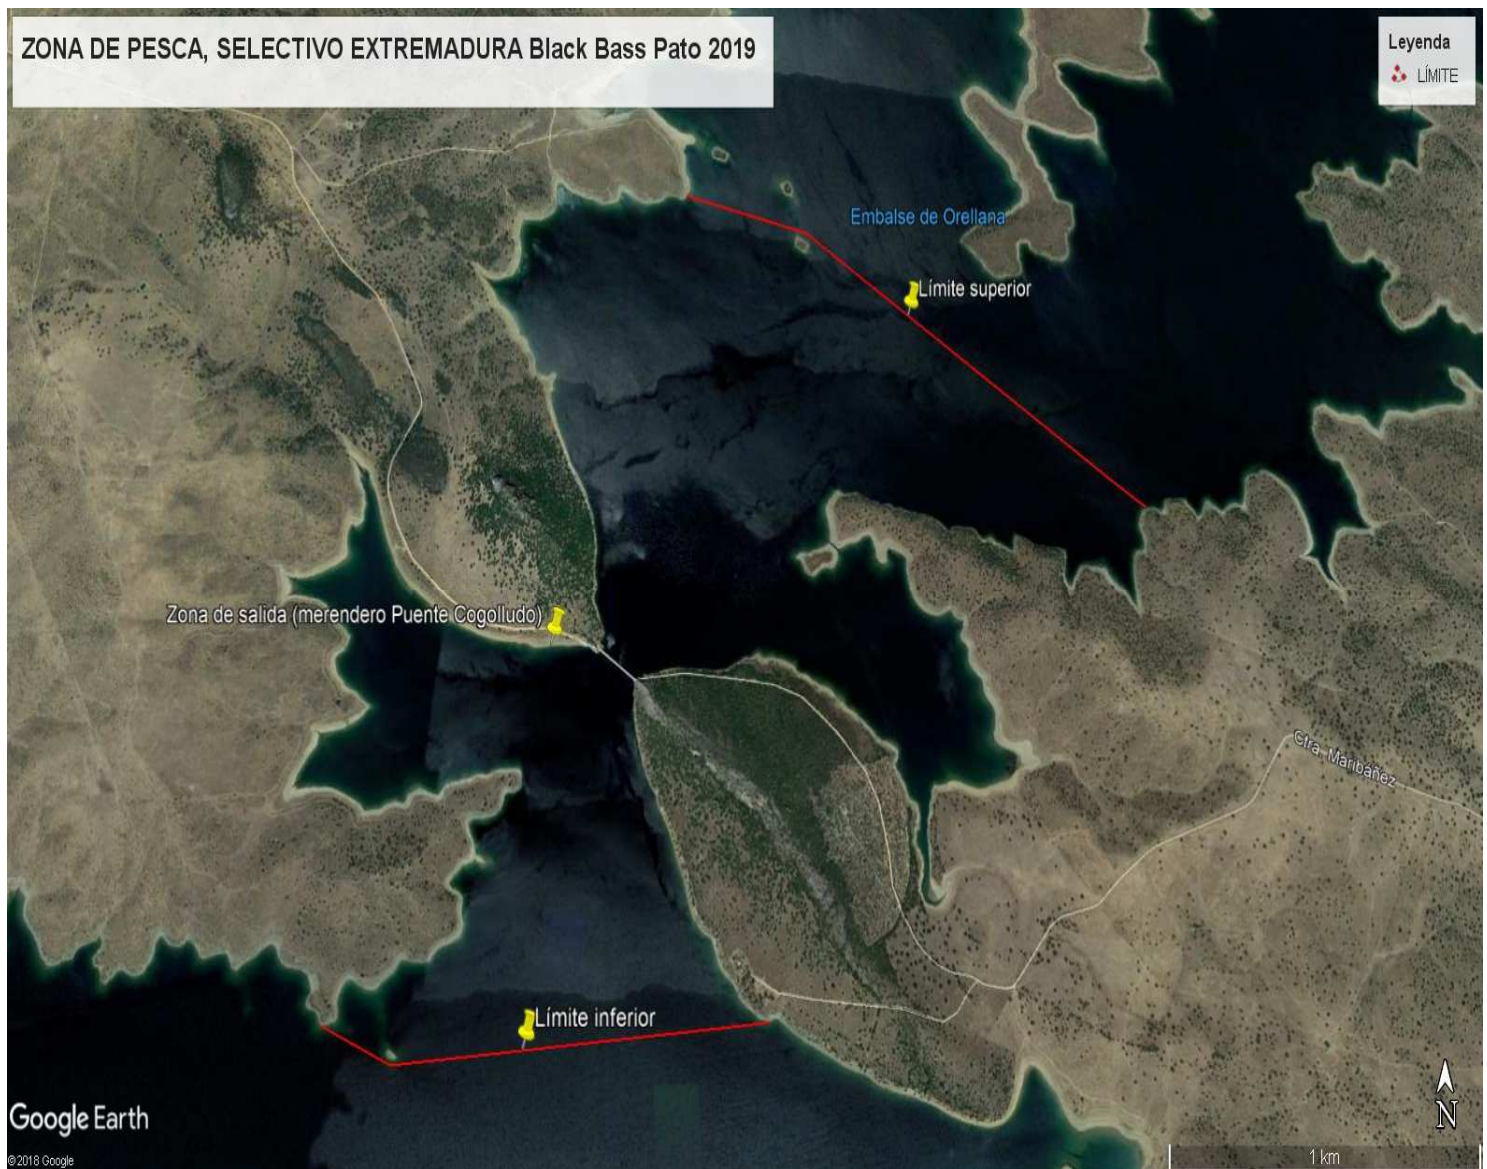 ZONA DE PESCA, SELECTIVO EXTREMADURA Black Bass Pato 2019
Leyenda
LÍMITE
Embalse de Orellana
Límite superior
Zona de salida (merendero Puente Cogolludo)
Ctra. Maribáñez
Límite inferior
Google Earth
N
©2018 Google
1 km